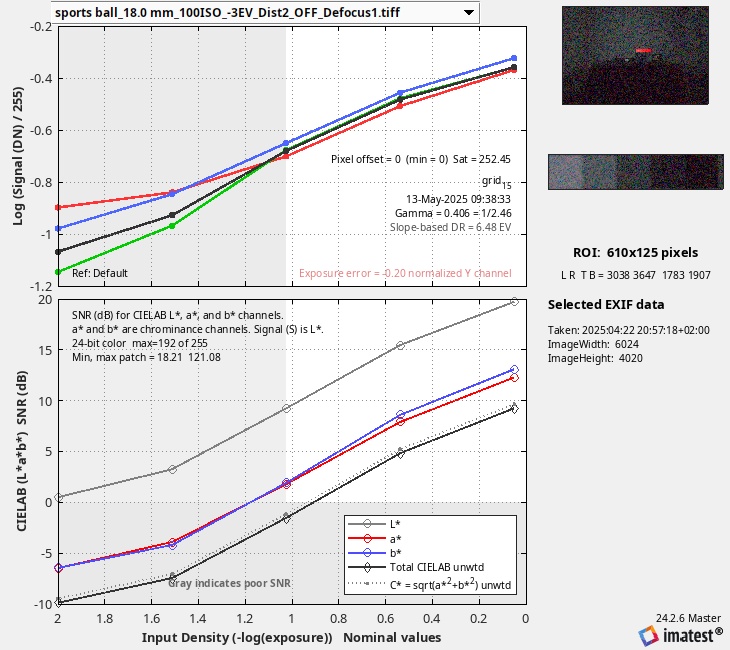 sports ball_18.0 mm_100ISO_-3EV_Dist2_OFF_Defocus1.tiff
-0.2
-0.4
-0.6
-0.8
-1
-1.2
Log (Signal (DN) / 255)
Pixel offset = 0 (min = 0) Sat = 252.45
grid15
13-May-2025 09:38:33
Gamma = 0.406 = 1/2.46
Slope-based DR = 6.48 EV
Ref: Default
Exposure error = -0.20 normalized Y channel
ROI: 610x125 pixels
L R T B = 3038 3647 1783 1907
Selected EXIF data
Taken: 2025:04:22 20:57:18+02:00
ImageWidth: 6024
ImageHeight: 4020
20
15
10
5
0
-5
-10
CIELAB (L*a*b*) SNR (dB)
SNR (dB) for CIELAB L*, a*, and b* channels.
a* and b* are chrominance channels. Signal (S) is L*.
24-bit color max=192 of 255
Min, max patch = 18.21 121.08
L*
a*
b*
Total CIELAB unwtd
C* = sqrt(a*2+b*2) unwtd
Gray indicates poor SNR
2 1.8 1.6 1.4 1.2 1 0.8 0.6 0.4 0.2 0
Input Density (-log(exposure)) Nominal values
24.2.6 Master
imatest®